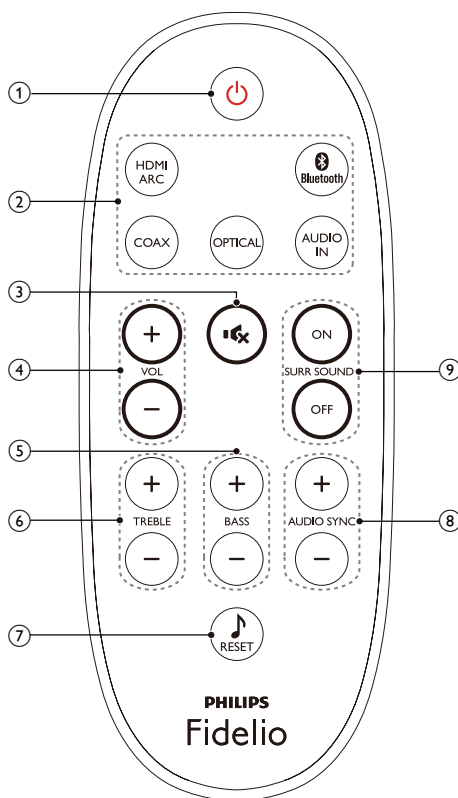 1
HDMI
ARC
Bluetooth
2
COAX
OPTICAL
AUDIO
IN
3
+
ON
4
VOL
SURR SOUND
9
−
OFF
5
+
+
+
6
TREBLE
BASS
AUDIO SYNC
8
−
−
−
7
RESET
PHILIPS
Fidelio